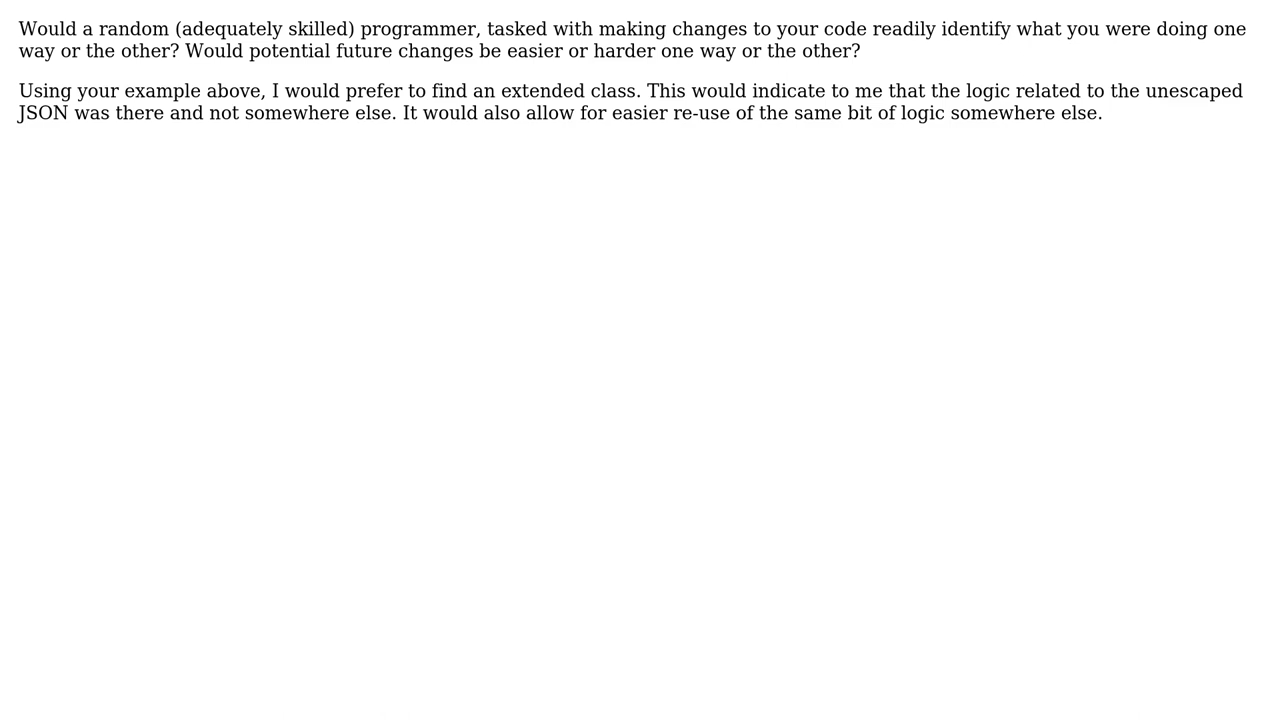 Would a random (adequately skilled) programmer, tasked with making changes to your code readily identify what you were doing one
way or the other? Would potential future changes be easier or harder one way or the other?
Using your example above, I would prefer to find an extended class. This would indicate to me that the logic related to the unescaped
JSON was there and not somewhere else. It would also allow for easier re-use of the same bit of logic somewhere else.